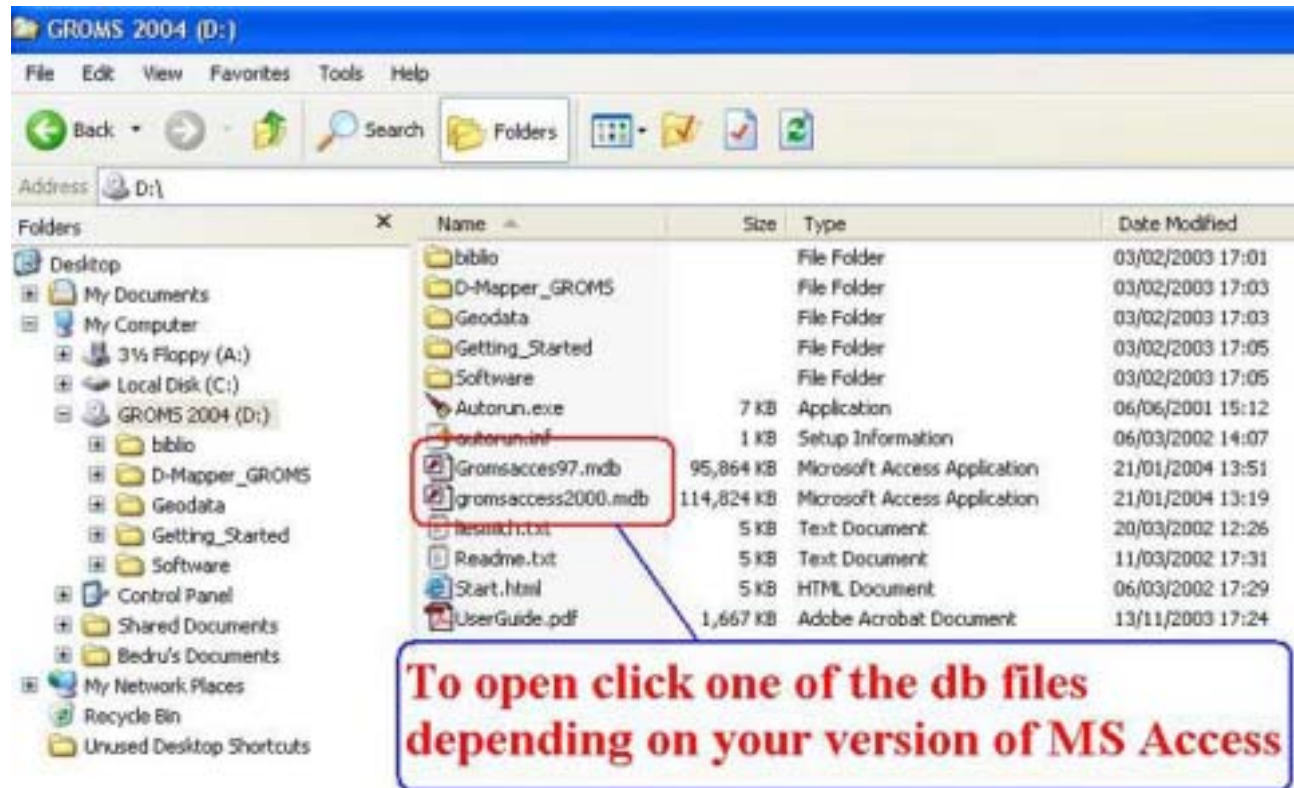 GROMS 2004 (D:)
File Edit View Favorites Tools Help
Back Search Folders
Address D:\
Folders × Name Size Type Date Modified
Desktop biblio File Folder 03/02/2003 17:01
My Documents D-Mapper_GROMS File Folder 03/02/2003 17:03
My Computer Geodata File Folder 03/02/2003 17:03
3½ Floppy (A:) Getting_Started File Folder 03/02/2003 17:05
Local Disk (C:) Software File Folder 03/02/2003 17:05
GROMS 2004 (D:) Autorun.exe 7 KB Application 06/06/2001 15:12
biblio autorun.inf 1 KB Setup Information 06/03/2002 14:07
D-Mapper_GROMS Gromsacces97.mdb 95,864 KB Microsoft Access Application 21/01/2004 13:51
Geodata gromsaccess2000.mdb 114,824 KB Microsoft Access Application 21/01/2004 13:19
Getting_Started liesmich.txt 5 KB Text Document 20/03/2002 12:26
Software Readme.txt 5 KB Text Document 11/03/2002 17:31
Control Panel Start.html 5 KB HTML Document 06/03/2002 17:29
Shared Documents UserGuide.pdf 1,667 KB Adobe Acrobat Document 13/11/2003 17:24
Bedru's Documents
My Network Places
Recycle Bin
Unused Desktop Shortcuts
To open click one of the db files
depending on your version of MS Access